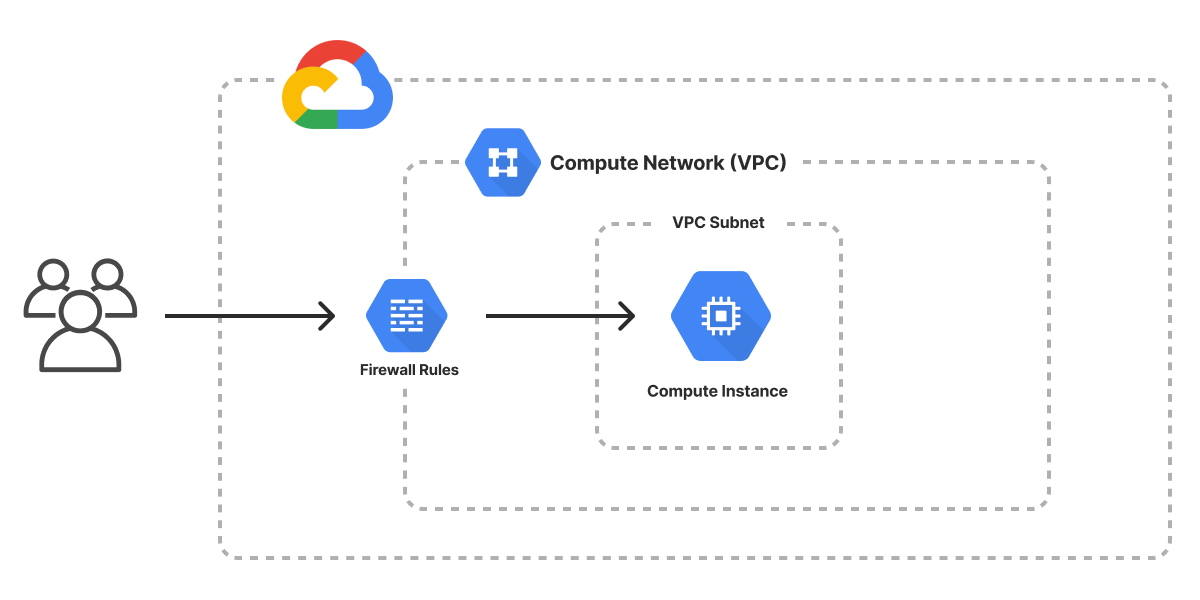 Compute Network (VPC)
VPC Subnet
Firewall Rules
Compute Instance